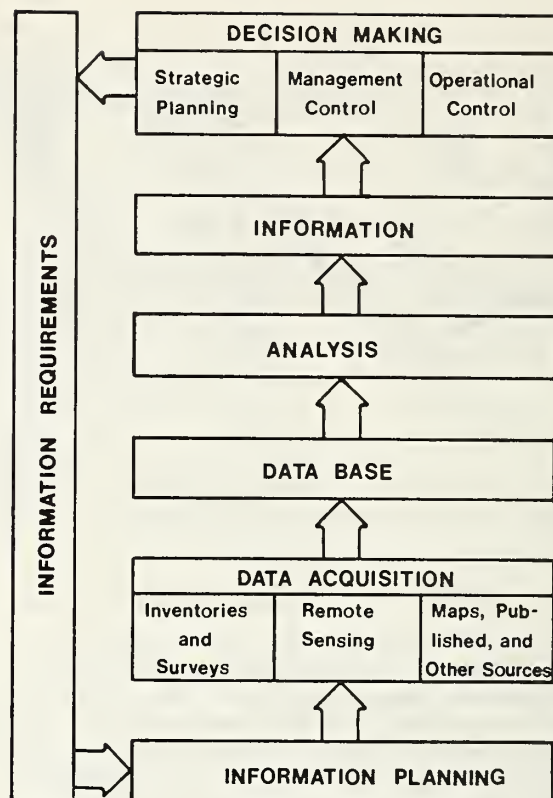 INFORMATION REQUIREMENTS
DECISION MAKING
Strategic
Planning
Management
Control
Operational
Control
INFORMATION
ANALYSIS
DATA BASE
DATA ACQUISITION
Inventories
and
Surveys
Remote
Sensing
Maps, Pub-
lished, and
Other Sources
INFORMATION PLANNING